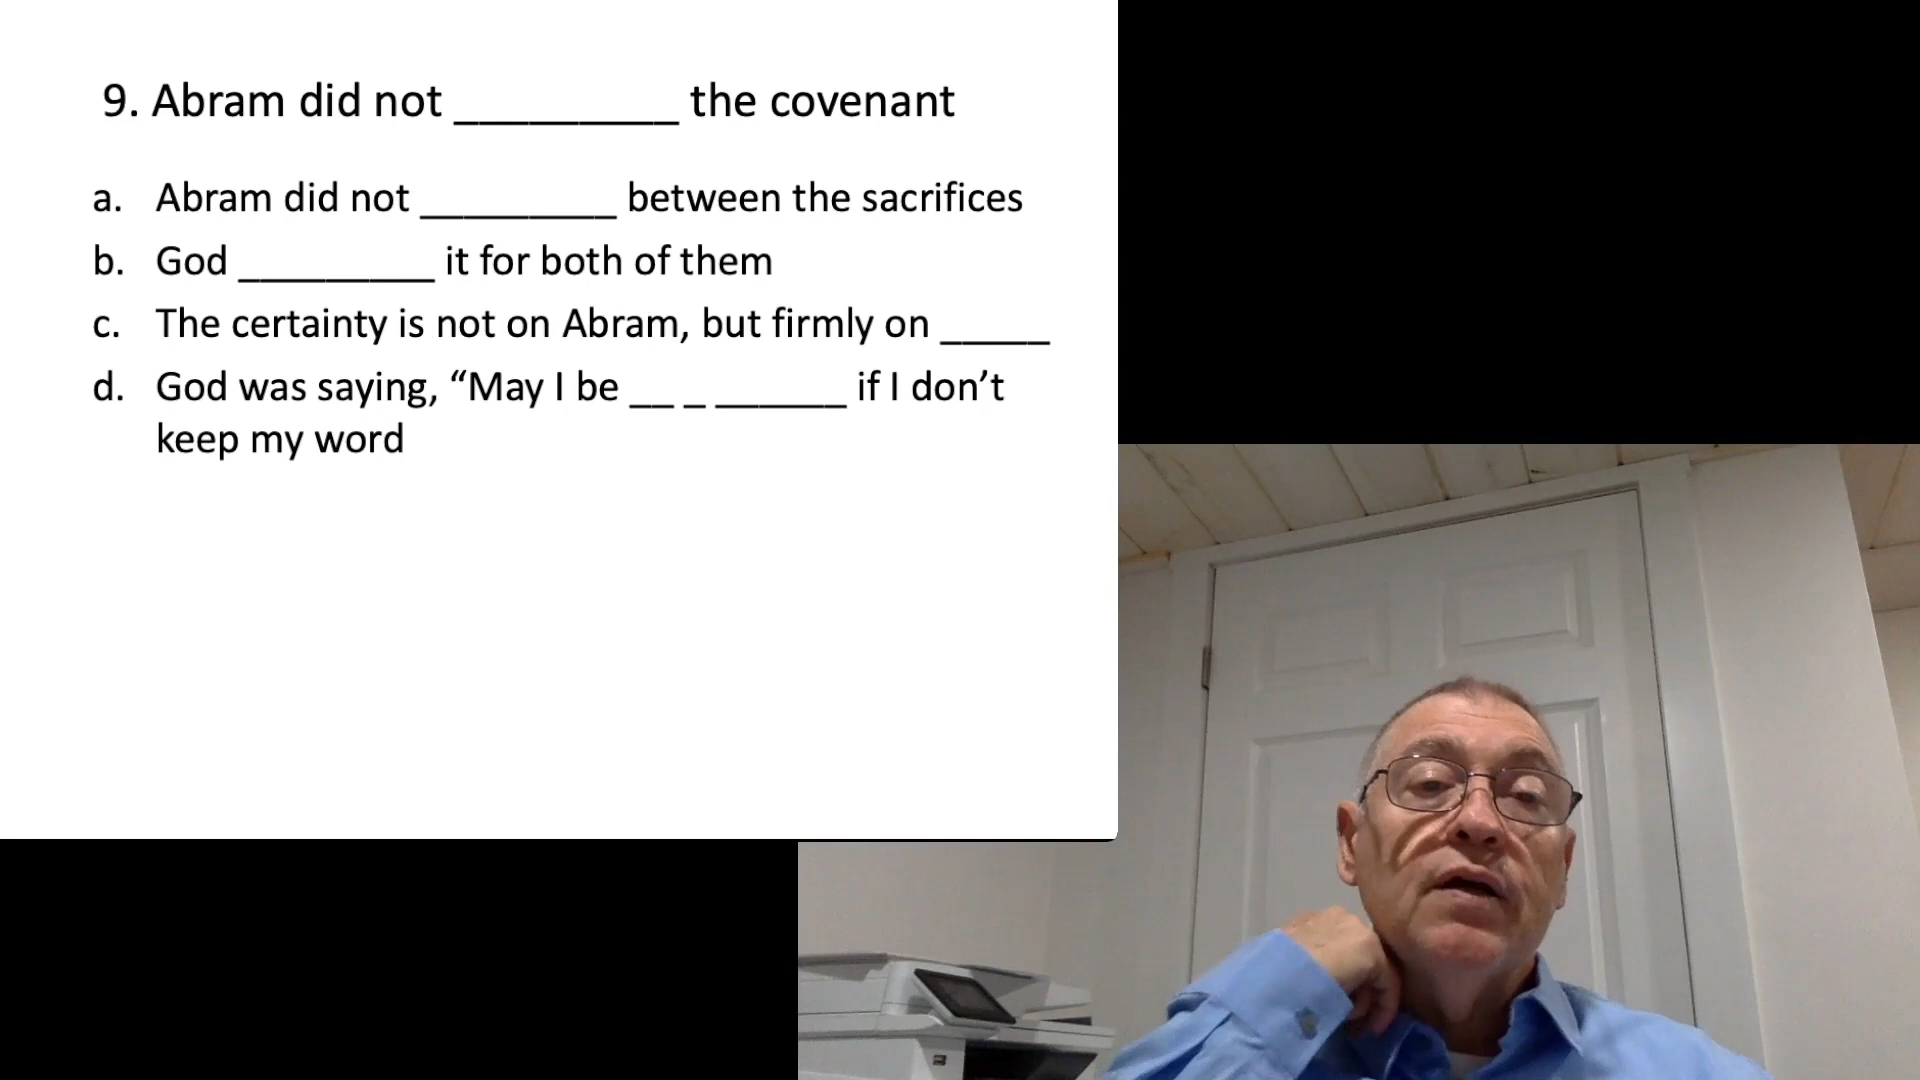 9. Abram did not _________ the covenant
a. Abram did not _________ between the sacrifices
b. God _________ it for both of them
c. The certainty is not on Abram, but firmly on _____
d. God was saying, “May I be __ _ ______ if I don’t
keep my word